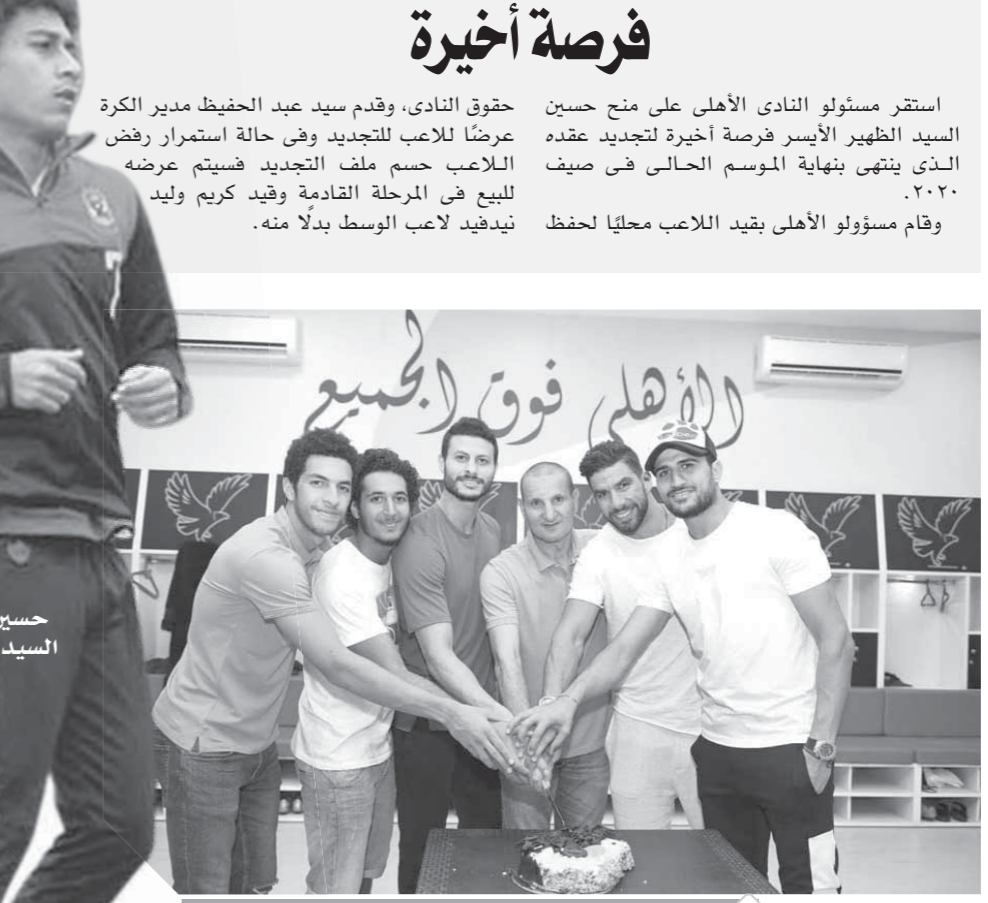 فرصة أخيرة
استقر مسئولو النادى الأهلى على منح حسين
السيد الظهير الأيسر فرصة أخيرة لتجديد عقده
الـذى ينتهى بنهاية الموسم الحالى فى صيف
٢٠٢٠.
وقام مسؤولو الأهلى بقيد اللاعب محليًا لحفظ
حقوق النادى، وقدم سيد عبد الحفيظ مدير الكرة
عرضًا للاعب للتجديد وفى حالة استمرار رفض
اللاعب حسم ملف التجديد فسيتم عرضه
للبيع فى المرحلة القادمة وقيد كريم وليد
نيدفيد لاعب الوسط بدلًا منه.
الأهلى فوق الجميع
حسين
السيد